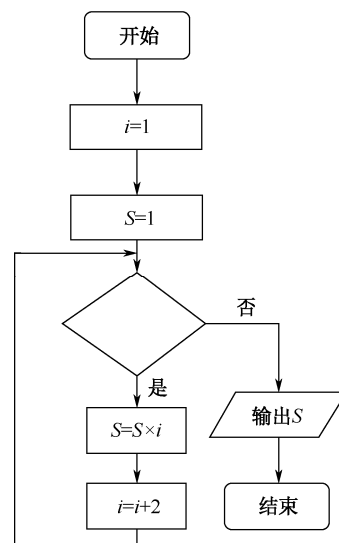 开始
i=1
S=1
否
是
S=S×i
输出S
i=i+2
结束